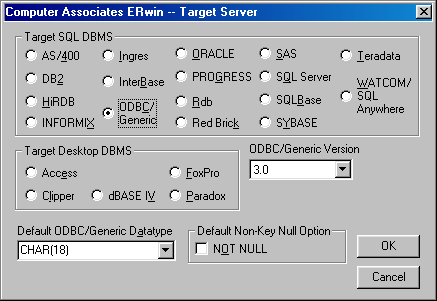 Computer Associates ERwin -- Target Server
Target SQL DBMS
AS/400 Ingres ORACLE SAS Teradata
DB2 InterBase PROGRESS SQL Server WATCOM/
SQL
Anywhere
HiRDB ODBC/
Generic Rdb SQLBase
INFORMIX Red Brick SYBASE
Target Desktop DBMS
Access FoxPro
Clipper dBASE IV Paradox
ODBC/Generic Version
3.0
Default ODBC/Generic Datatype
CHAR(18)
Default Non-Key Null Option
NOT NULL
OK
Cancel